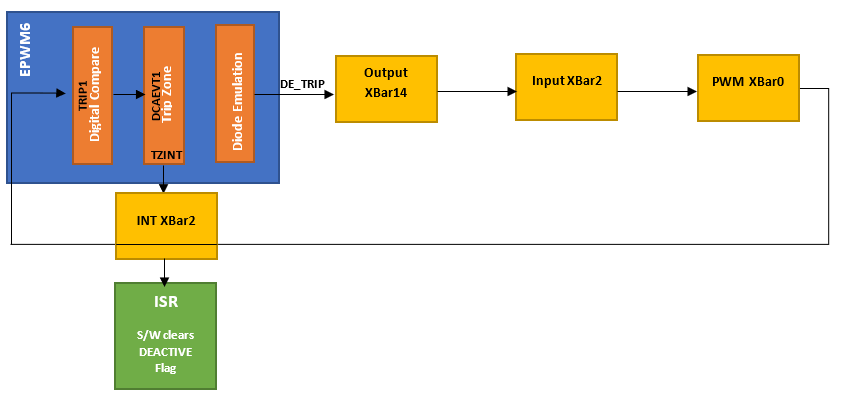 EPWM6
TRIP1
Digital Compare
DCAEVT1
Trip Zone
TZINT
Diode Emulation
DE_TRIP
Output
XBar14
Input XBar2
PWM XBar0
INT XBar2
ISR
S/W clears
DEACTIVE
Flag